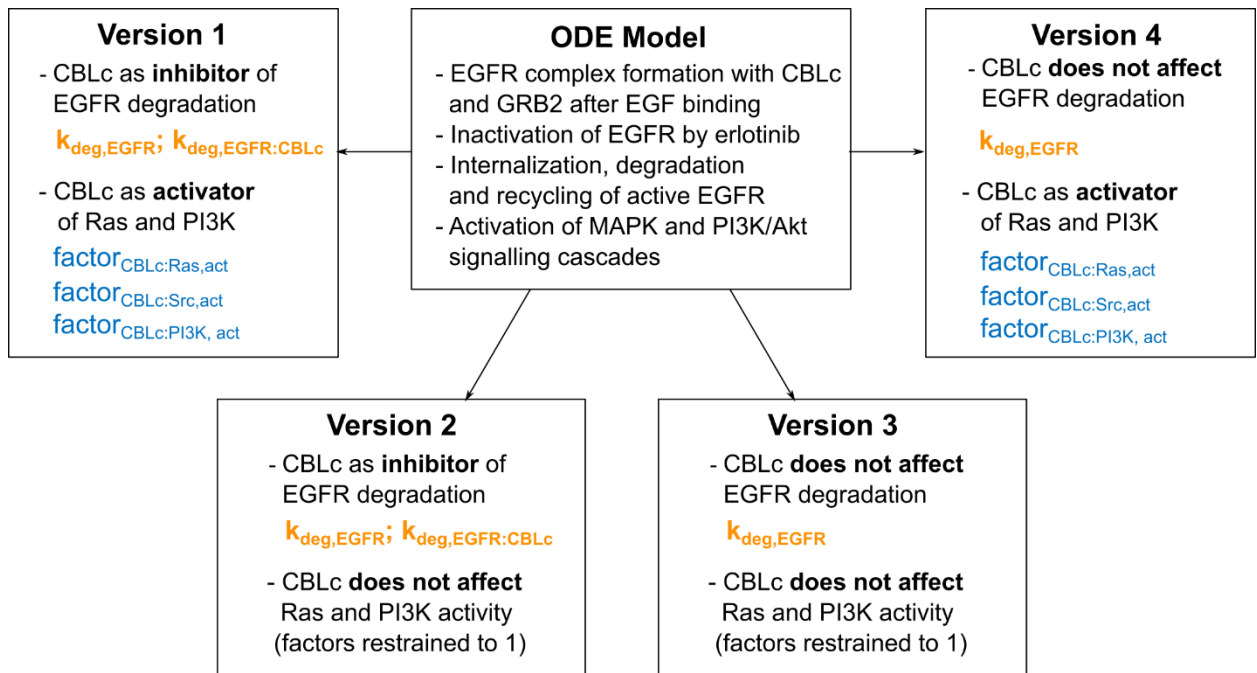 Version 1
- CBLc as inhibitor of
EGFR degradation
kdeg,EGFR; kdeg,EGFR:CBLc
- CBLc as activator
of Ras and PI3K
factorCBLc:Ras,act
factorCBLc:Src,act
factorCBLc:PI3K, act
ODE Model
- EGFR complex formation with CBLc
and GRB2 after EGF binding
- Inactivation of EGFR by erlotinib
- Internalization, degradation
and recycling of active EGFR
- Activation of MAPK and PI3K/Akt
signalling cascades
Version 4
- CBLc does not affect
EGFR degradation
kdeg,EGFR
- CBLc as activator
of Ras and PI3K
factorCBLc:Ras,act
factorCBLc:Src,act
factorCBLc:PI3K, act
Version 2
- CBLc as inhibitor of
EGFR degradation
kdeg,EGFR; kdeg,EGFR:CBLc
- CBLc does not affect
Ras and PI3K activity
(factors restrained to 1)
Version 3
- CBLc does not affect
EGFR degradation
kdeg,EGFR
- CBLc does not affect
Ras and PI3K activity
(factors restrained to 1)